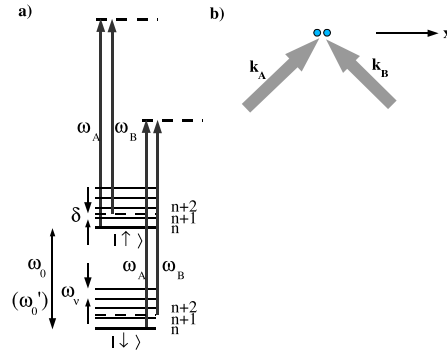 a)
b)
x
k_A
k_B
ω_A
ω_B
δ
n+2
n+1
n
|↑⟩
ω_0
(ω_0')
ω_A
ω_B
ω_ν
n+2
n+1
n
|↓⟩